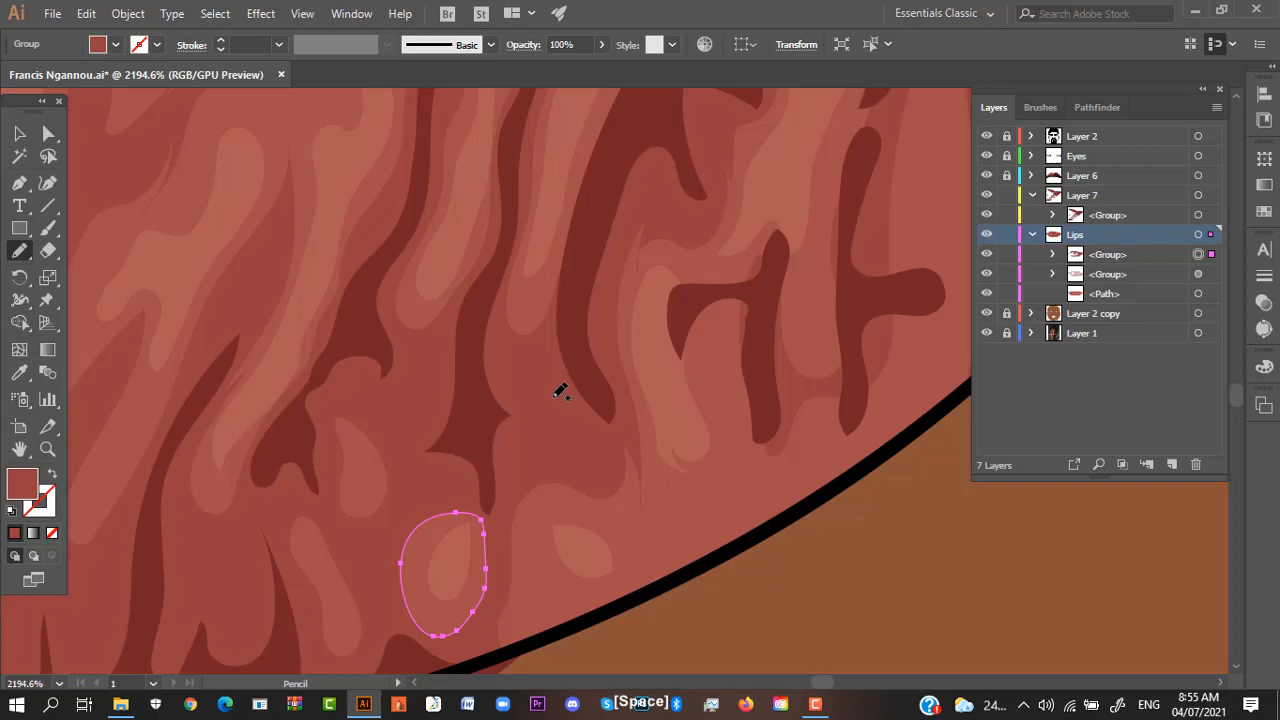 Ai File Edit Object Type Select Effect View Window Help Br St Essentials Classic Search Adobe Stock
Group Stroke: Basic Opacity: 100% Style: Transform
Francis Ngannou.ai* @ 2194.6% (RGB/GPU Preview)
Layers Brushes Pathfinder
Layer 2
Eyes
Layer 6
Layer 7
<Group>
Lips
<Group>
<Group>
<Path>
Layer 2 copy
Layer 1
7 Layers
2194.6% 1 Pencil
[Space]
24... ENG 8:55 AM
04/07/2021